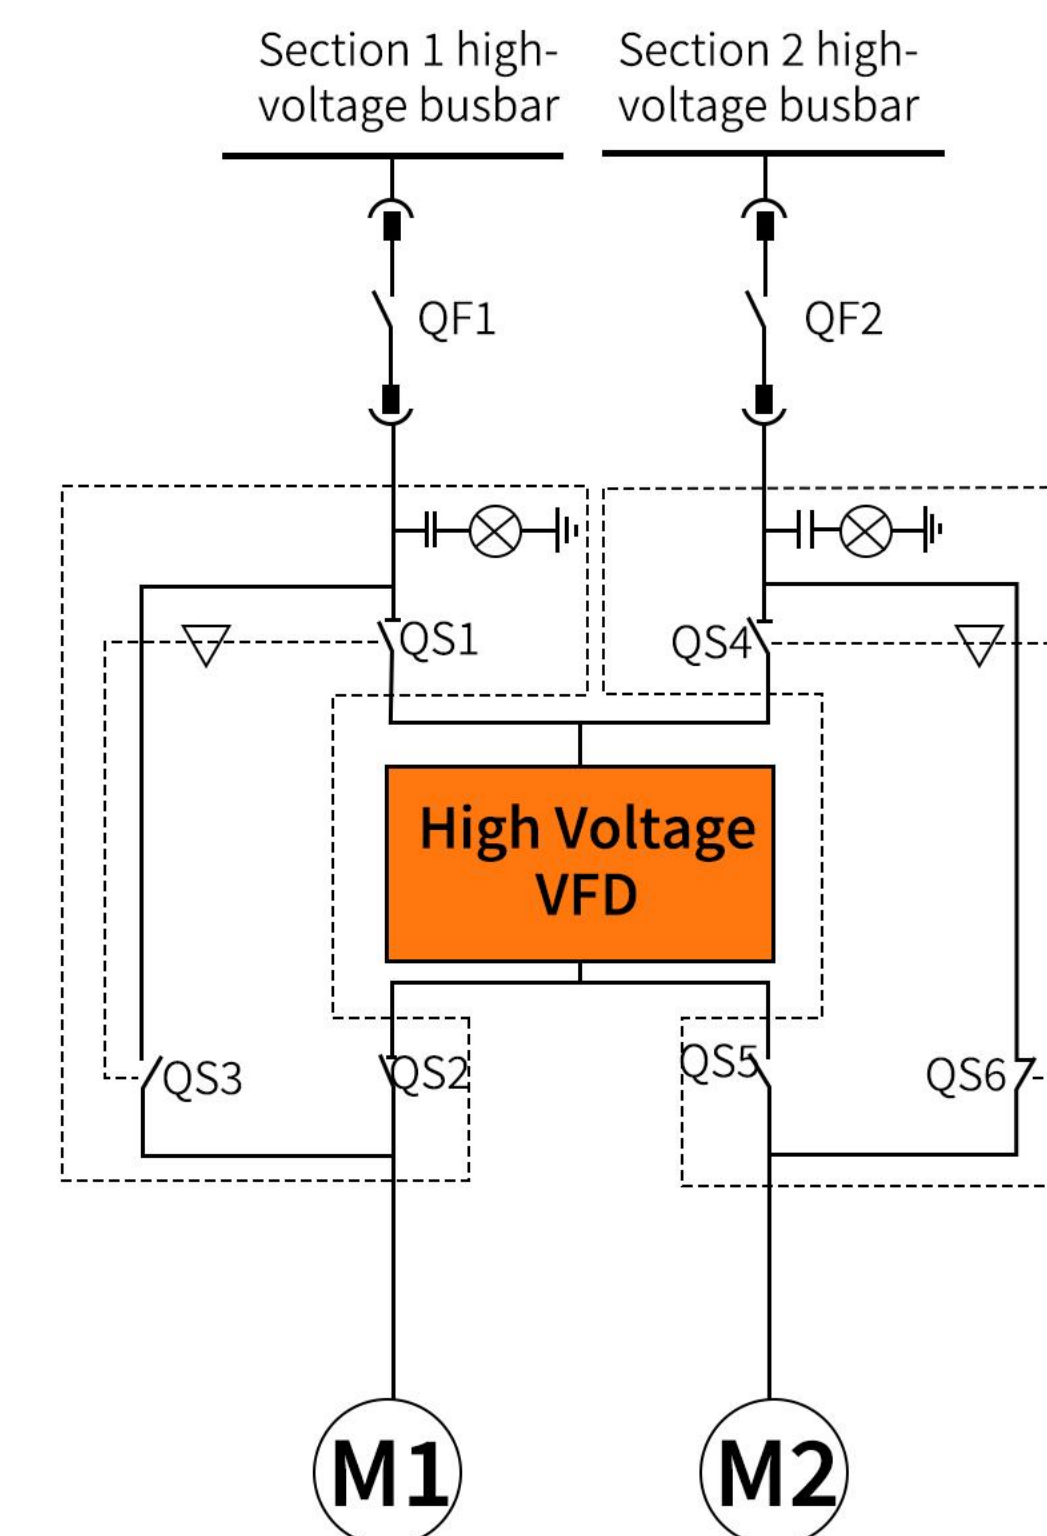 Section 1 high-
voltage busbar
Section 2 high-
voltage busbar
QF1
QF2
QS1
QS4
High Voltage
VFD
QS3
QS2
QS5
QS6
M1
M2